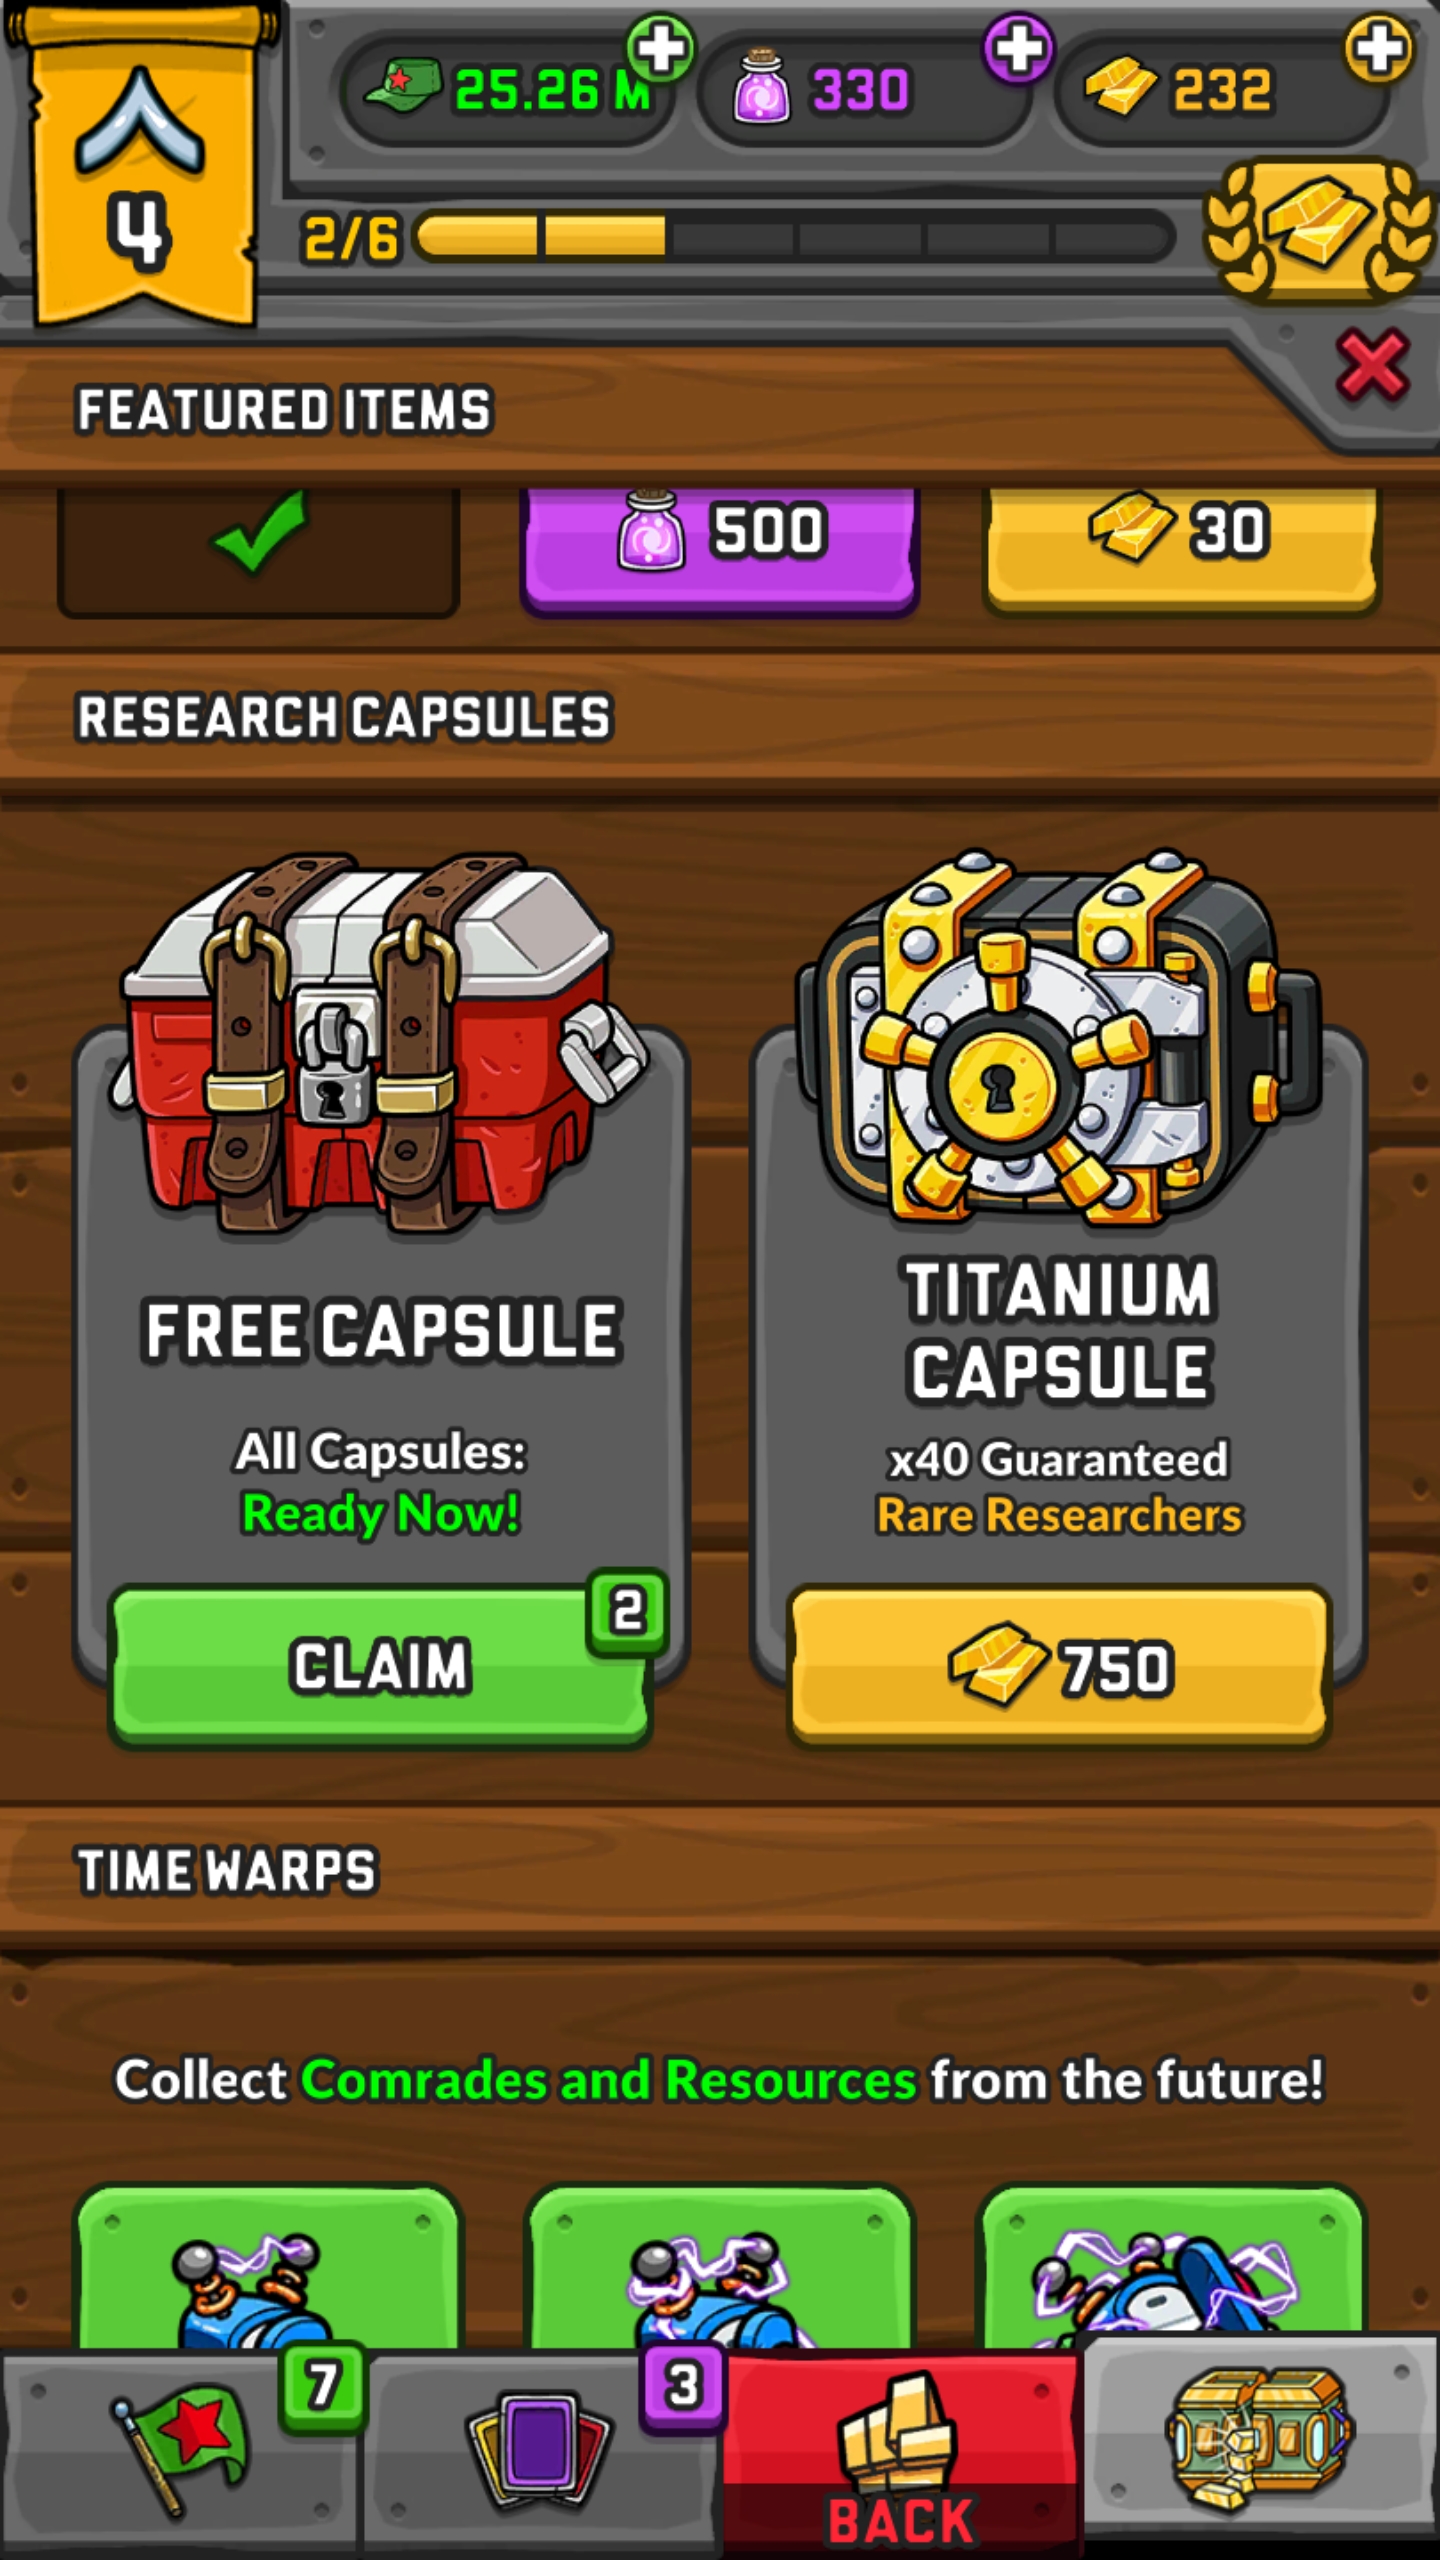 25.26 M
330
232
4
2/6
FEATURED ITEMS
500
30
RESEARCH CAPSULES
FREE CAPSULE
All Capsules:
Ready Now!
2
CLAIM
TITANIUM
CAPSULE
x40 Guaranteed
Rare Researchers
750
TIME WARPS
Collect Comrades and Resources from the future!
7
3
BACK